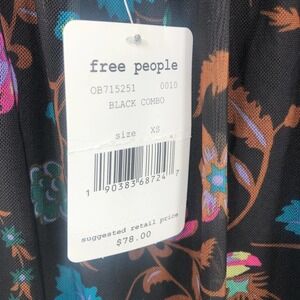 free people
OB715251 0010
BLACK COMBO
size XS
1 90383 68724 7
suggested retail price
$78.00